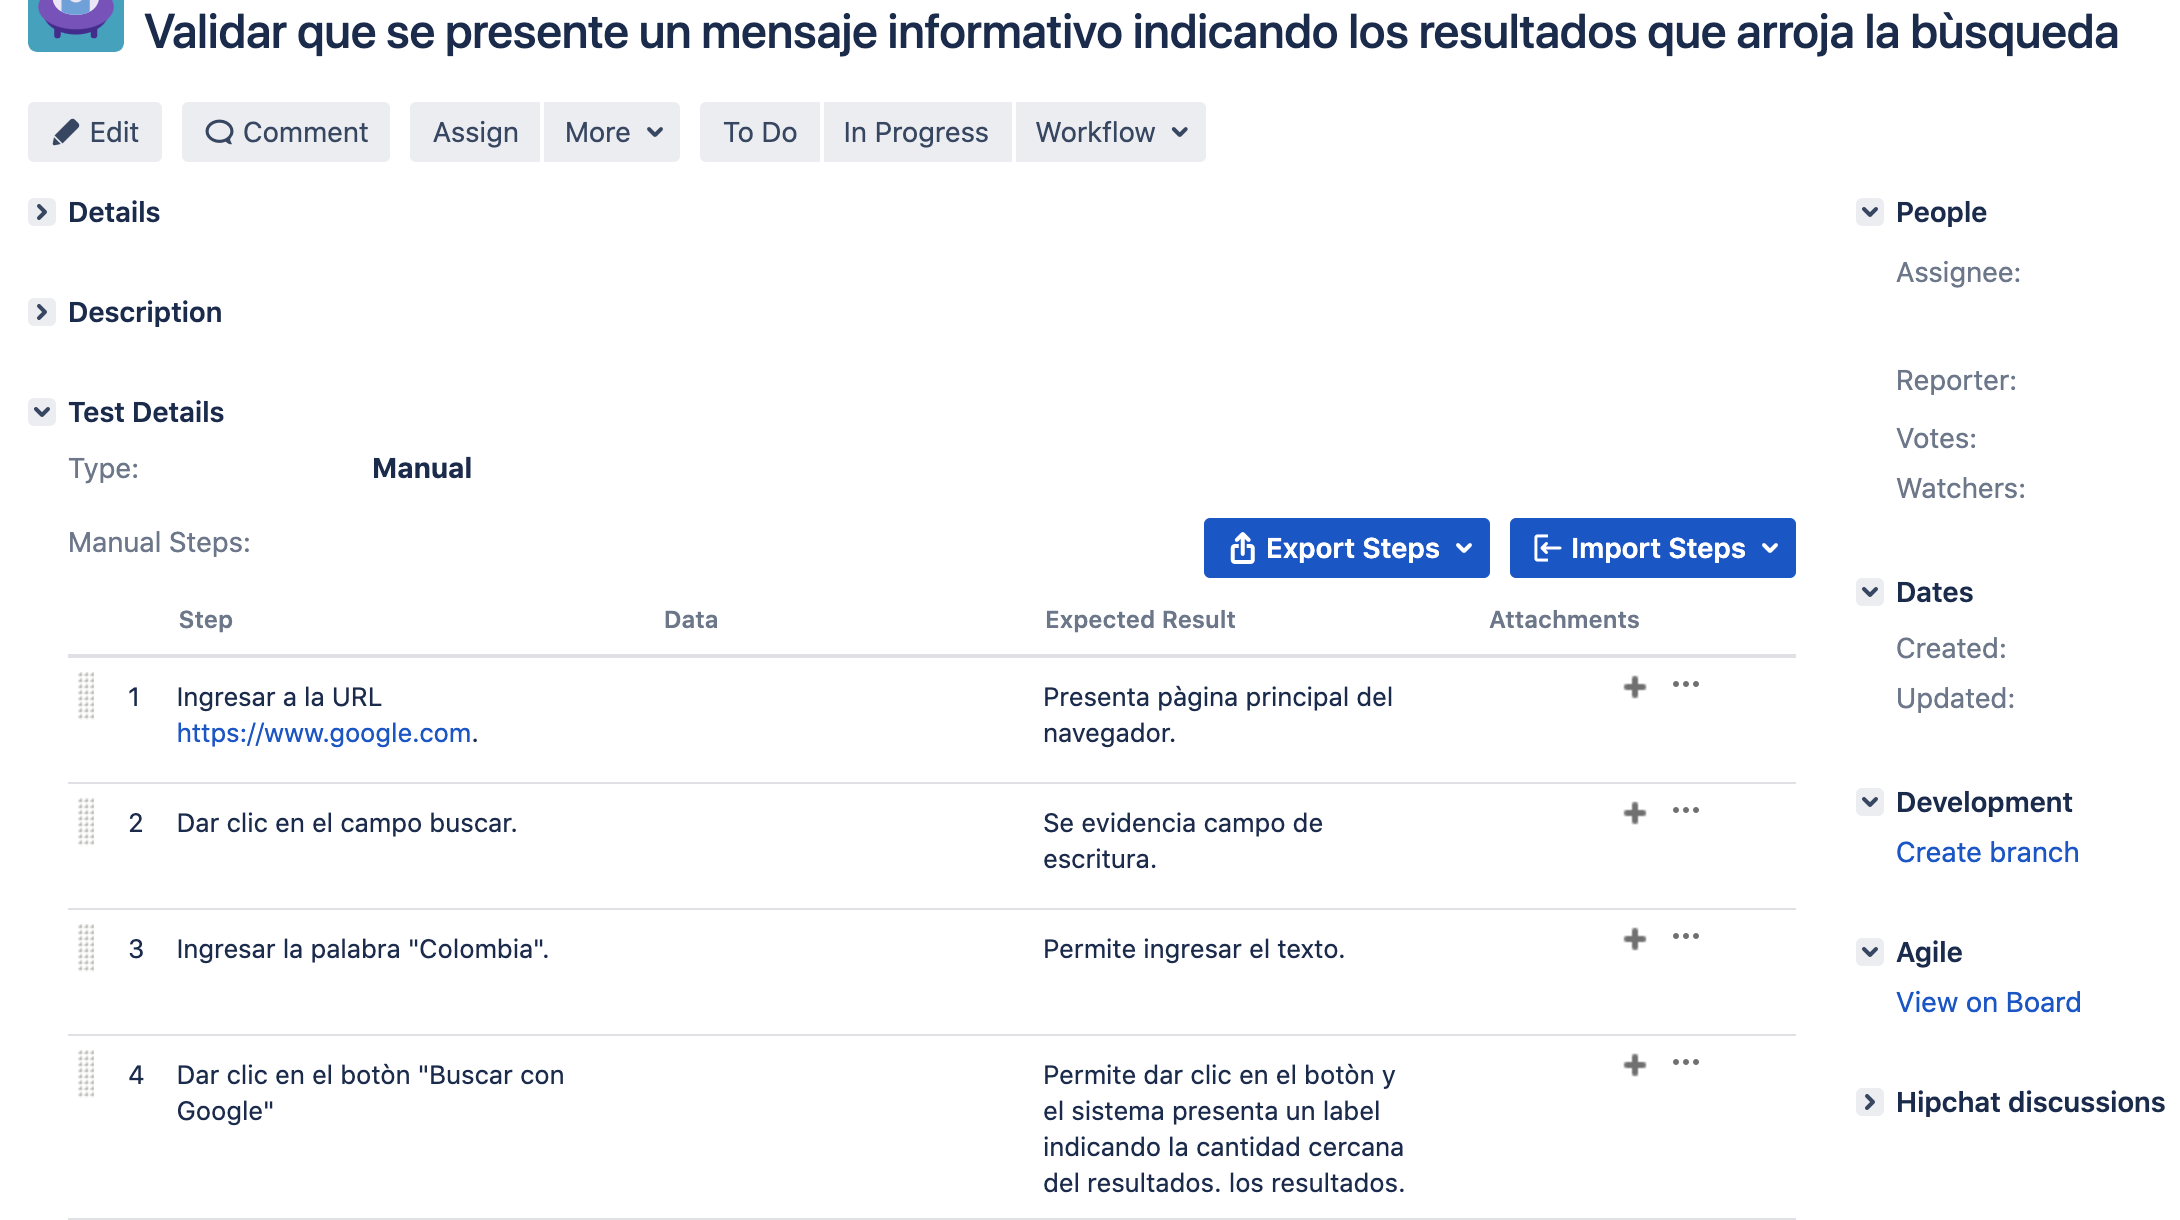 Validar que se presente un mensaje informativo indicando los resultados que arroja la bùsqueda
Edit
Comment
Assign
More
To Do
In Progress
Workflow
Details
Description
Test Details
Type:
Manual
Manual Steps:
Export Steps
Import Steps
Step
Data
Expected Result
Attachments
1
Ingresar a la URL
https://www.google.com.
Presenta pàgina principal del
navegador.
2
Dar clic en el campo buscar.
Se evidencia campo de
escritura.
3
Ingresar la palabra "Colombia".
Permite ingresar el texto.
4
Dar clic en el botòn "Buscar con
Google"
Permite dar clic en el botòn y
el sistema presenta un label
indicando la cantidad cercana
del resultados. los resultados.
People
Assignee:
Reporter:
Votes:
Watchers:
Dates
Created:
Updated:
Development
Create branch
Agile
View on Board
Hipchat discussions